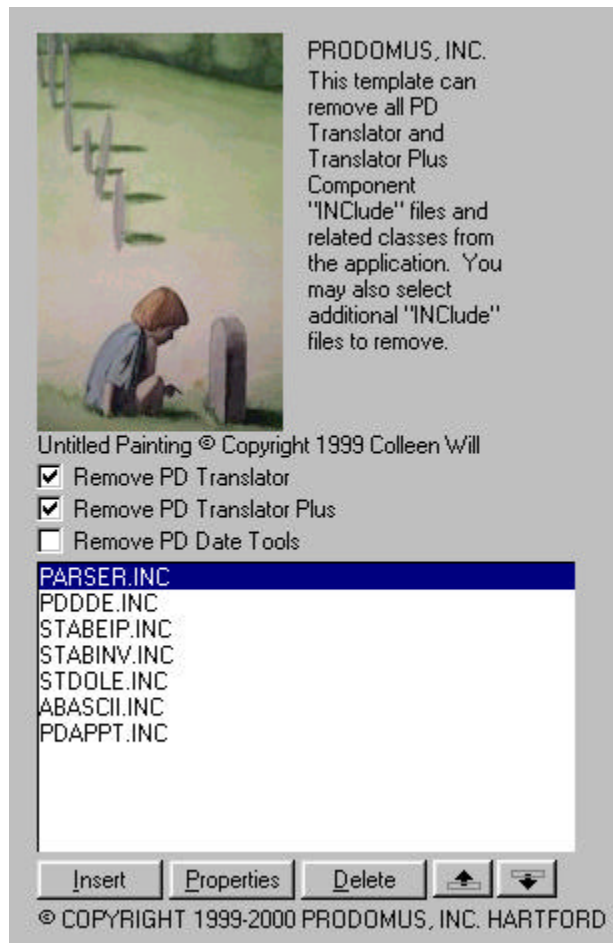 PRODOMUS, INC.
This template can
remove all PD
Translator and
Translator Plus
Component
"INClude" files and
related classes from
the application.  You
may also select
additional "INClude"
files to remove.
Untitled Painting © Copyright 1999 Colleen Will
Remove PD Translator
Remove PD Translator Plus
Remove PD Date Tools
PARSER.INC
PDDDE.INC
STABEIP.INC
STABINV.INC
STDOLE.INC
ABASCII.INC
PDAPPT.INC
Insert Properties Delete
© COPYRIGHT 1999-2000 PRODOMUS, INC. HARTFORD